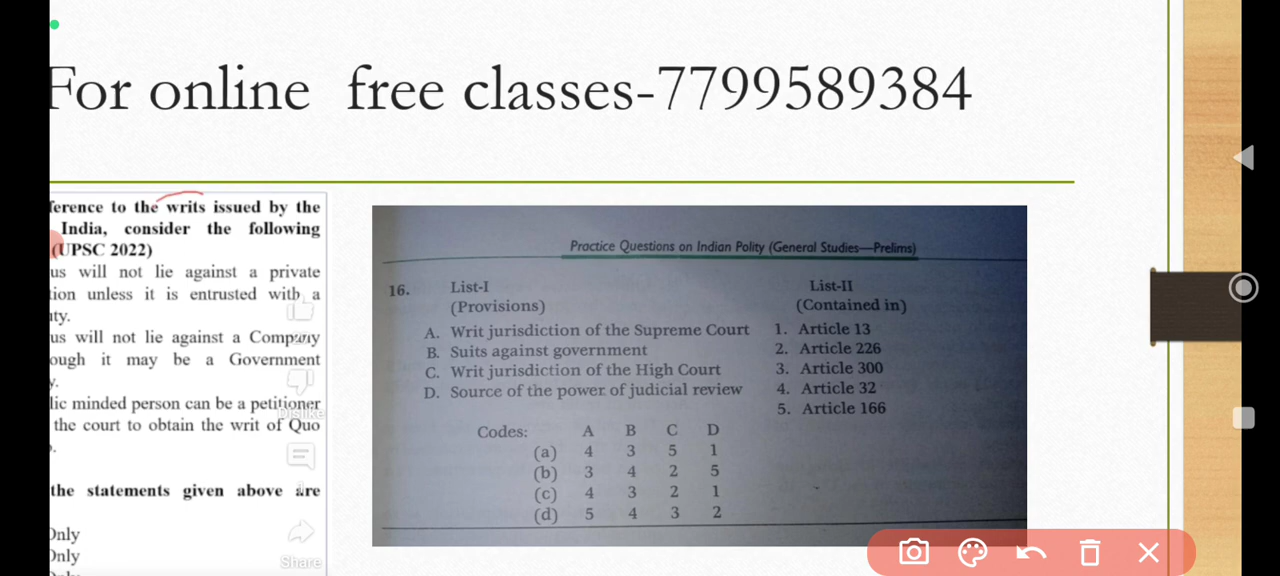 For online free classes-7799589384
erence to the writs issued by the
India, consider the following
(UPSC 2022)
us will not lie against a private
ion unless it is entrusted with a
ty.
us will not lie against a Company
ough it may be a Government
y.
lic minded person can be a petitioner
Dislike
the court to obtain the writ of Quo
the statements given above are
Only
Only
Share
Practice Questions on Indian Polity (General Studies—Prelims)
16. List-I List-II
(Provisions) (Contained in)
A. Writ jurisdiction of the Supreme Court 1. Article 13
B. Suits against government 2. Article 226
C. Writ jurisdiction of the High Court 3. Article 300
D. Source of the power of judicial review 4. Article 32
5. Article 166
Codes: A B C D
(a) 4 3 5 1
(b) 3 4 2 5
(c) 4 3 2 1
(d) 5 4 3 2